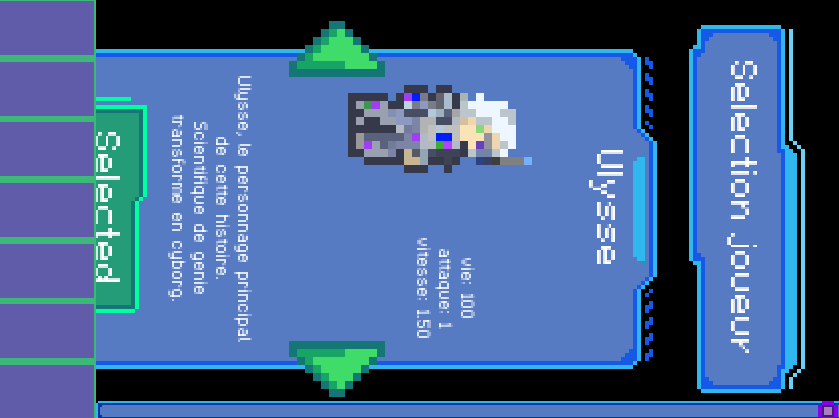 Selection joueur
Ulysse
vie: 100
attaque: 1
vitesse: 150
Ulysse, le personnage principal
de cette histoire.
Scientifique de genie
transforme en cyborg.
Selected